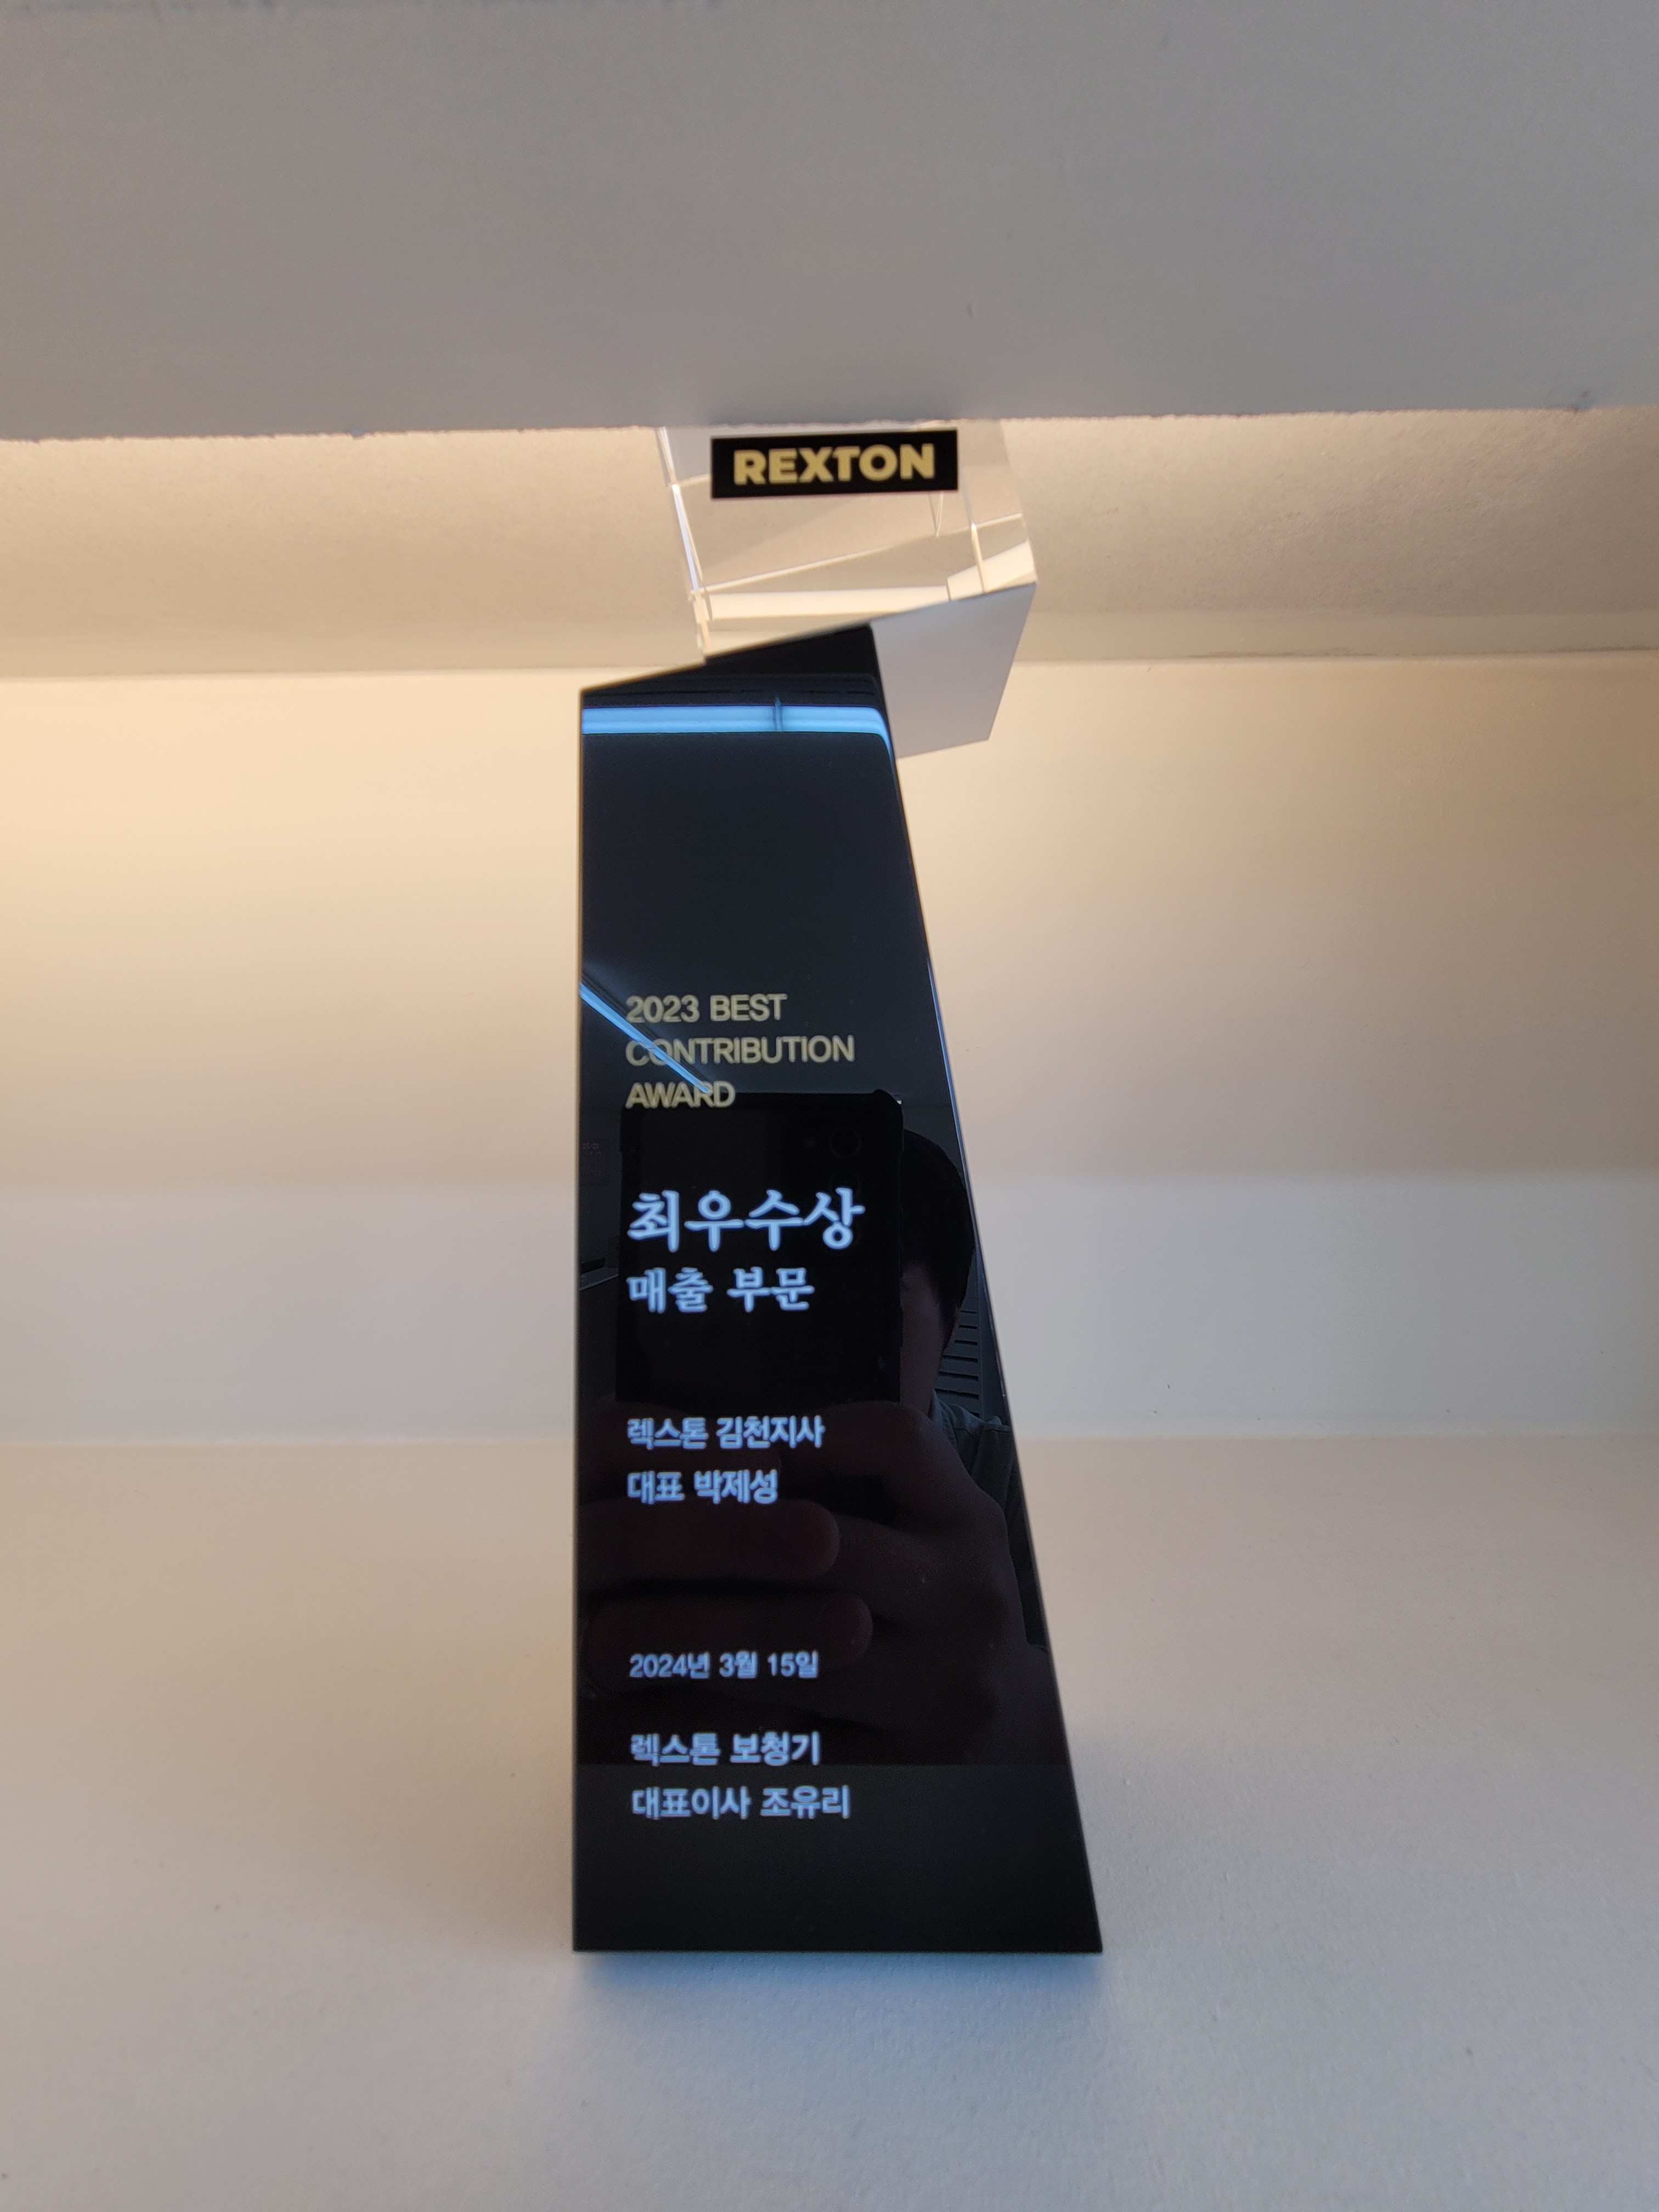 REXTON
2023 BEST
CONTRIBUTION
AWARD
최우수상
매출 부문
렉스톤 김천지사
대표 박제성
2024년 3월 15일
렉스톤 보청기
대표이사 조유리